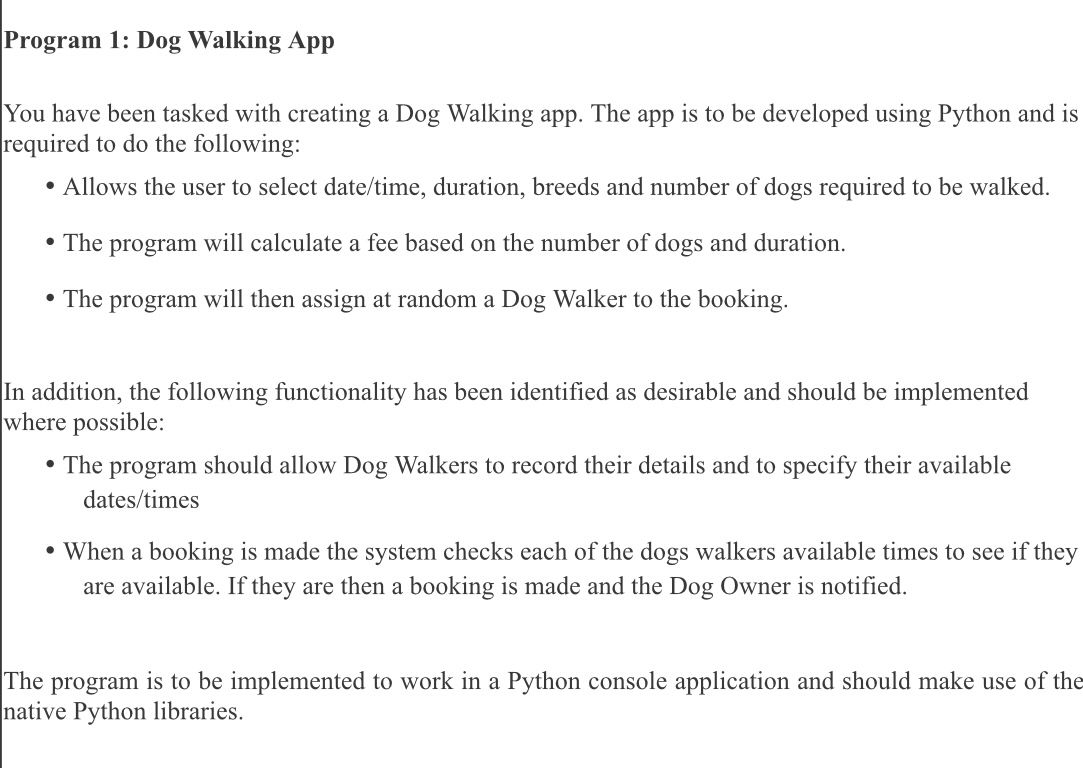 Program 1: Dog Walking App
You have been tasked with creating a Dog Walking app. The app is to be developed using Python and is
required to do the following:
• Allows the user to select date/time, duration, breeds and number of dogs required to be walked.
• The program will calculate a fee based on the number of dogs and duration.
• The program will then assign at random a Dog Walker to the booking.
In addition, the following functionality has been identified as desirable and should be implemented
where possible:
• The program should allow Dog Walkers to record their details and to specify their available
dates/times
• When a booking is made the system checks each of the dogs walkers available times to see if they
are available. If they are then a booking is made and the Dog Owner is notified.
The program is to be implemented to work in a Python console application and should make use of the
native Python libraries.